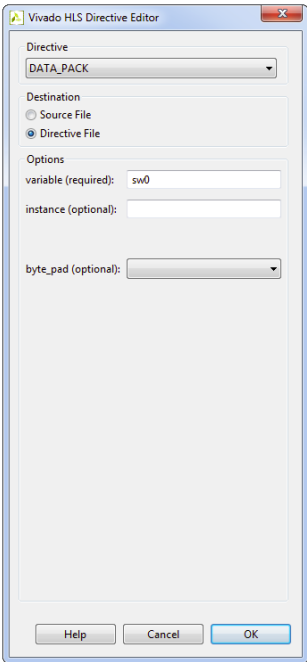 Vivado HLS Directive Editor
Directive
DATA_PACK
Destination
Source File
Directive File
Options
variable (required): sw0
instance (optional):
byte_pad (optional):
Help Cancel OK